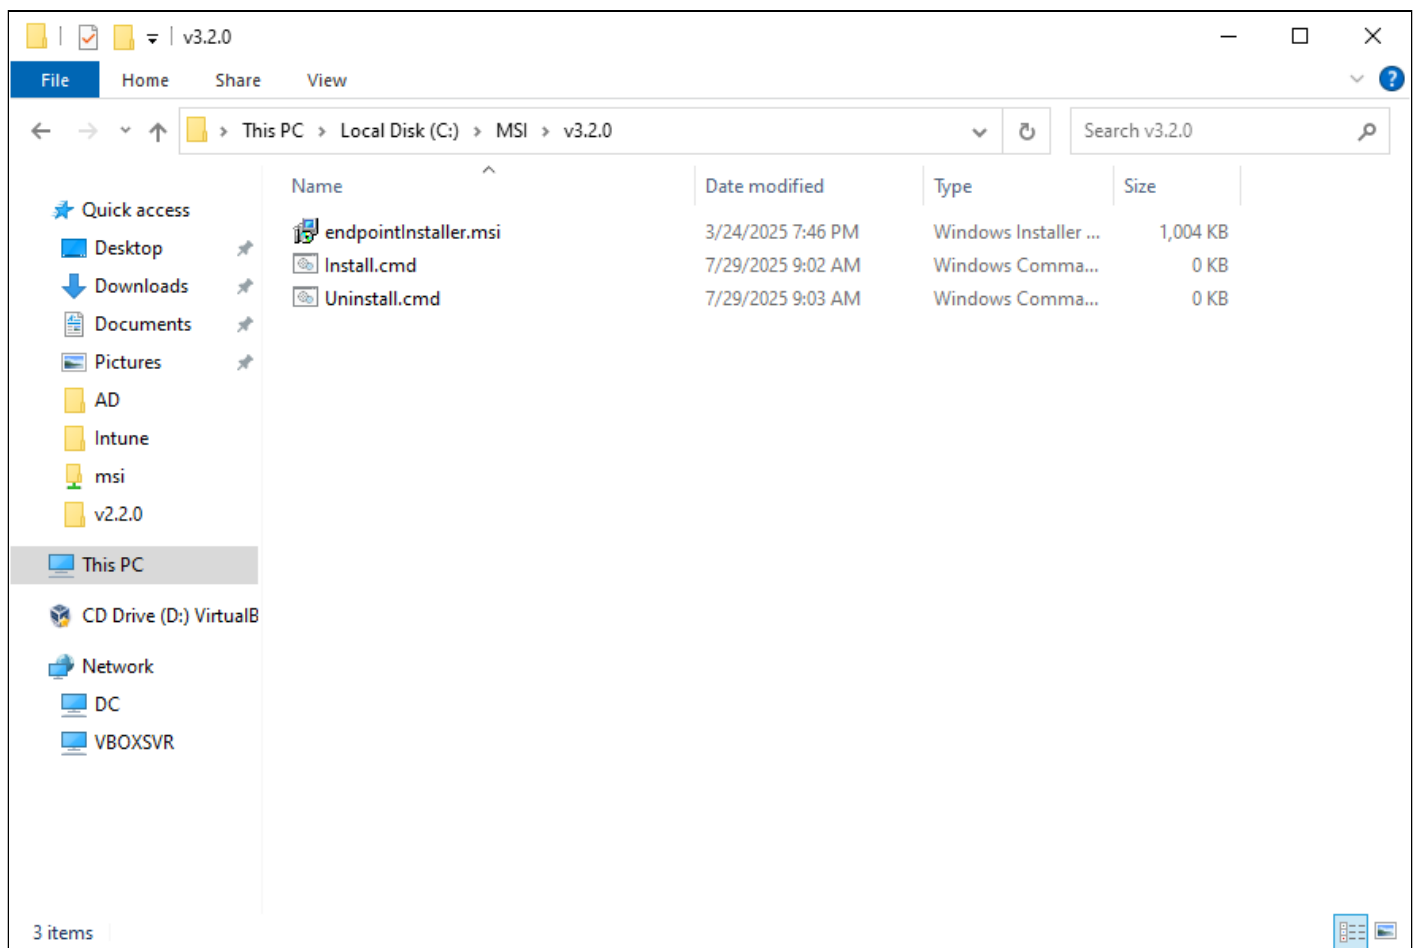 v3.2.0
File Home Share View
This PC > Local Disk (C:) > MSI > v3.2.0
Search v3.2.0
Name Date modified Type Size
endpointInstaller.msi 3/24/2025 7:46 PM Windows Installer ... 1,004 KB
Install.cmd 7/29/2025 9:02 AM Windows Comma... 0 KB
Uninstall.cmd 7/29/2025 9:03 AM Windows Comma... 0 KB
Quick access
Desktop
Downloads
Documents
Pictures
AD
Intune
msi
v2.2.0
This PC
CD Drive (D:) VirtualB
Network
DC
VBOXSVR
3 items